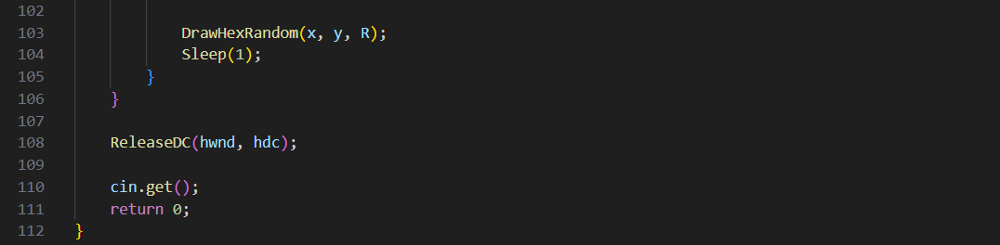 102
103 DrawHexRandom(x, y, R);
104 Sleep(1);
105 }
106 }
107
108 ReleaseDC(hwnd, hdc);
109
110 cin.get();
111 return 0;
112 }